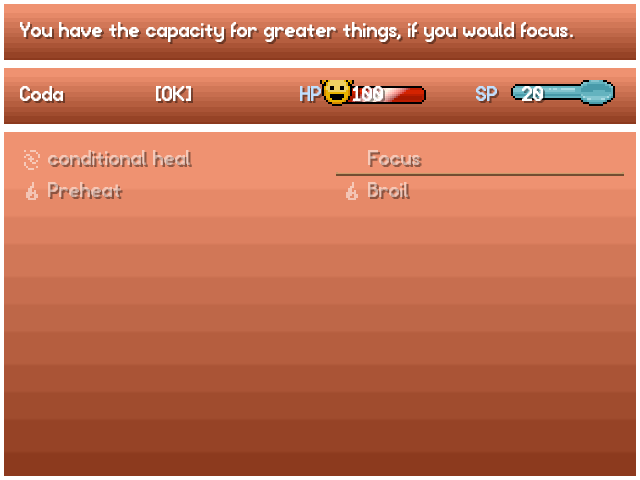 You have the capacity for greater things, if you would focus.
Coda [OK] HP 100 SP 20
conditional heal Focus
Preheat Broil